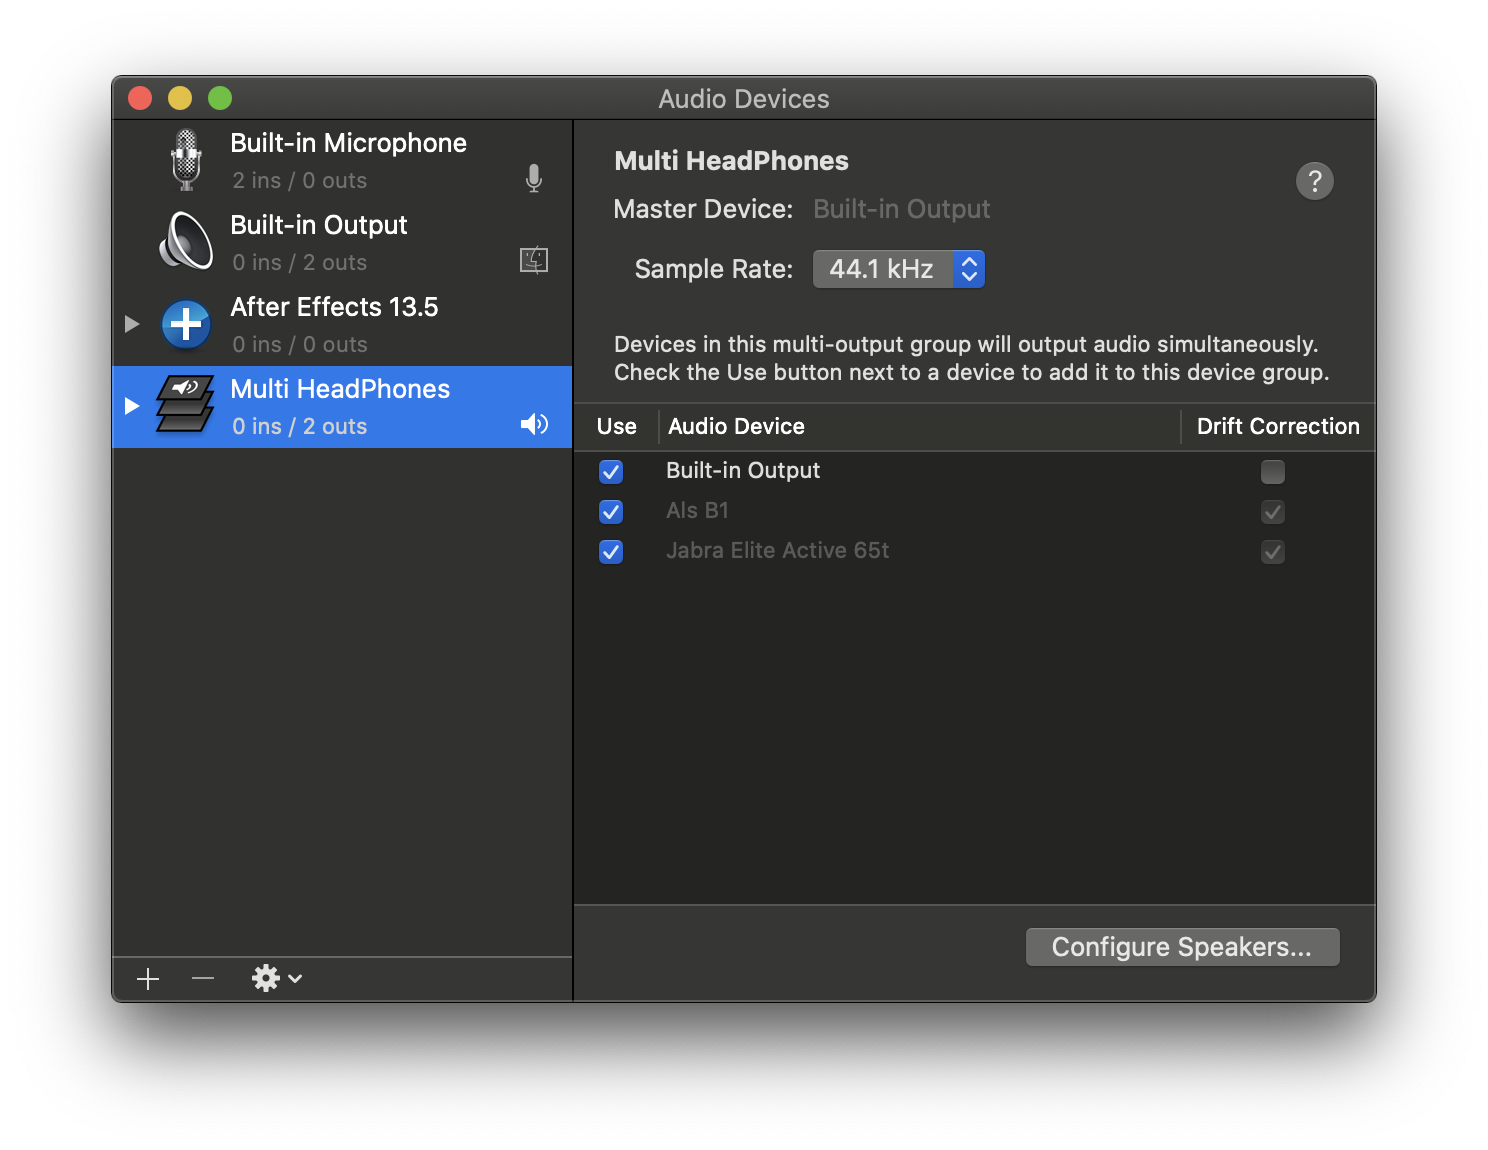 Audio Devices
Built-in Microphone
2 ins / 0 outs
Built-in Output
0 ins / 2 outs
After Effects 13.5
0 ins / 0 outs
Multi HeadPhones
0 ins / 2 outs
Multi HeadPhones
?
Master Device: Built-in Output
Sample Rate: 44.1 kHz
Devices in this multi-output group will output audio simultaneously.
Check the Use button next to a device to add it to this device group.
Use Audio Device Drift Correction
Built-in Output
Als B1
Jabra Elite Active 65t
Configure Speakers...